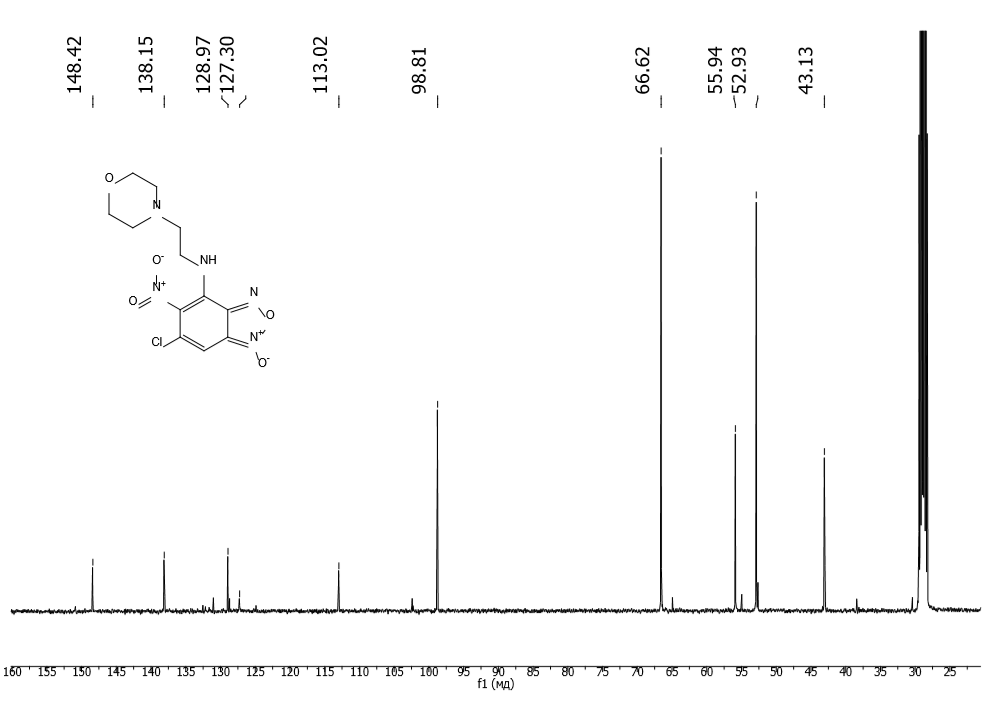 148.42 138.15 128.97 127.30 113.02 98.81 66.62 55.94 52.93 43.13
O
N
O- NH
N+ N
O O
Cl N+
O-
160 155 150 145 140 135 130 125 120 115 110 105 100 95 90 85 80 75 70 65 60 55 50 45 40 35 30 25
f1 (мд)